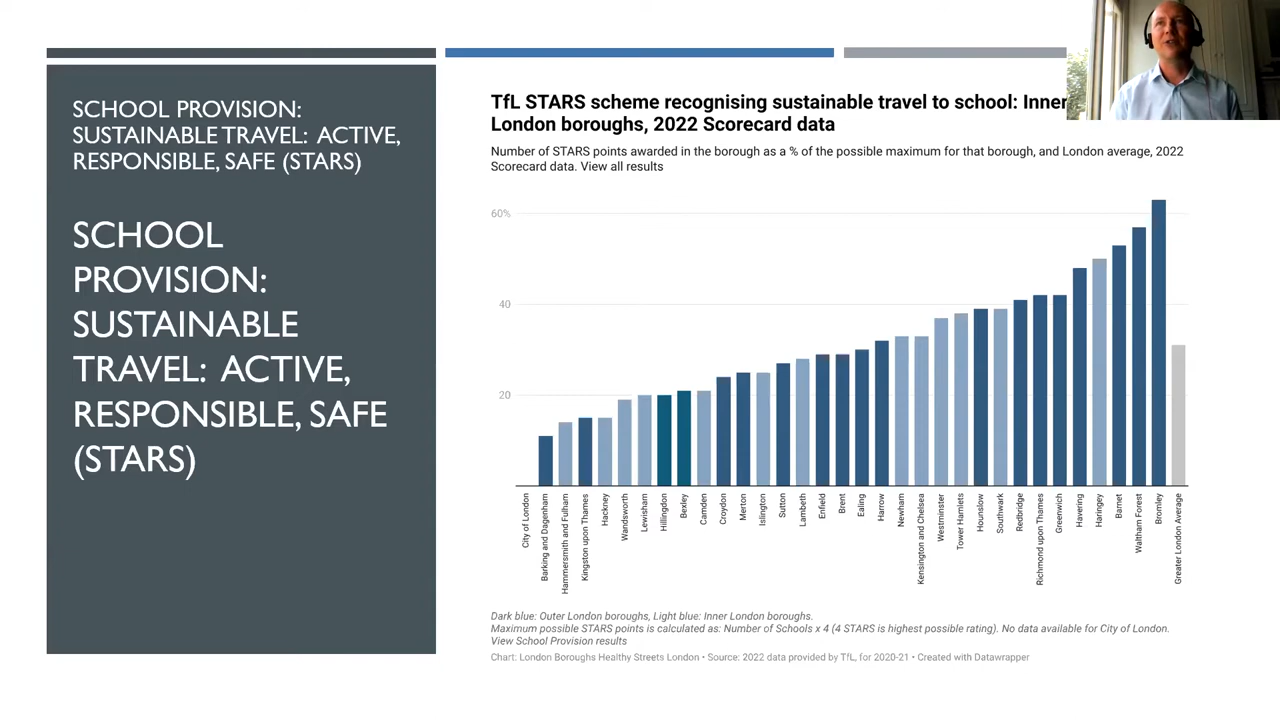 SCHOOL PROVISION:
SUSTAINABLE TRAVEL: ACTIVE,
RESPONSIBLE, SAFE (STARS)
SCHOOL
PROVISION:
SUSTAINABLE
TRAVEL: ACTIVE,
RESPONSIBLE, SAFE
(STARS)
TfL STARS scheme recognising sustainable travel to school: Inner
London boroughs, 2022 Scorecard data
Number of STARS points awarded in the borough as a % of the possible maximum for that borough, and London average, 2022
Scorecard data. View all results
60%
40
20
City of London
Barking and Dagenham
Hammersmith and Fulham
Kingston upon Thames
Hackney
Wandsworth
Lewisham
Hillingdon
Bexley
Camden
Croydon
Merton
Islington
Sutton
Lambeth
Enfield
Brent
Ealing
Harrow
Newham
Kensington and Chelsea
Westminster
Tower Hamlets
Hounslow
Southwark
Redbridge
Richmond upon Thames
Greenwich
Havering
Haringey
Barnet
Waltham Forest
Bromley
Greater London Average
Dark blue: Outer London boroughs, Light blue: Inner London boroughs.
Maximum possible STARS points is calculated as: Number of Schools x 4 (4 STARS is highest possible rating). No data available for City of London.
View School Provision results
Chart: London Boroughs Healthy Streets London • Source: 2022 data provided by TfL, for 2020-21 • Created with Datawrapper